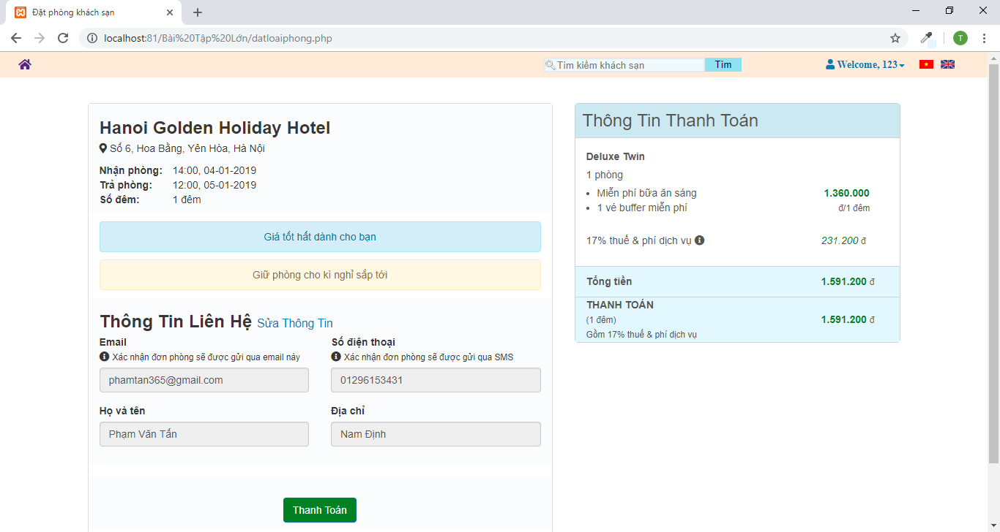 Đặt phòng khách sạn
localhost:81/Bài%20Tập%20Lớn/datloaiphong.php
T
Tìm kiếm khách sạn
Tìm
Welcome, 123
Hanoi Golden Holiday Hotel
Số 6, Hoa Bằng, Yên Hòa, Hà Nội
Nhận phòng: 14:00, 04-01-2019
Trả phòng: 12:00, 05-01-2019
Số đêm: 1 đêm
Giá tốt hất dành cho bạn
Giữ phòng cho kì nghỉ sắp tới
Thông Tin Liên Hệ Sửa Thông Tin
Email
Xác nhận đơn phòng sẽ được gửi qua email này
phamtan365@gmail.com
Số điện thoại
Xác nhận đơn phòng sẽ được gửi qua SMS
01296153431
Họ và tên
Phạm Văn Tấn
Địa chỉ
Nam Định
Thanh Toán
Thông Tin Thanh Toán
Deluxe Twin
1 phòng
• Miễn phí bữa ăn sáng 1.360.000
• 1 vé buffer miễn phí đ/1 đêm
17% thuế & phí dịch vụ 231.200 đ
Tổng tiền 1.591.200 đ
THANH TOÁN
(1 đêm) 1.591.200 đ
Gồm 17% thuế & phí dịch vụ